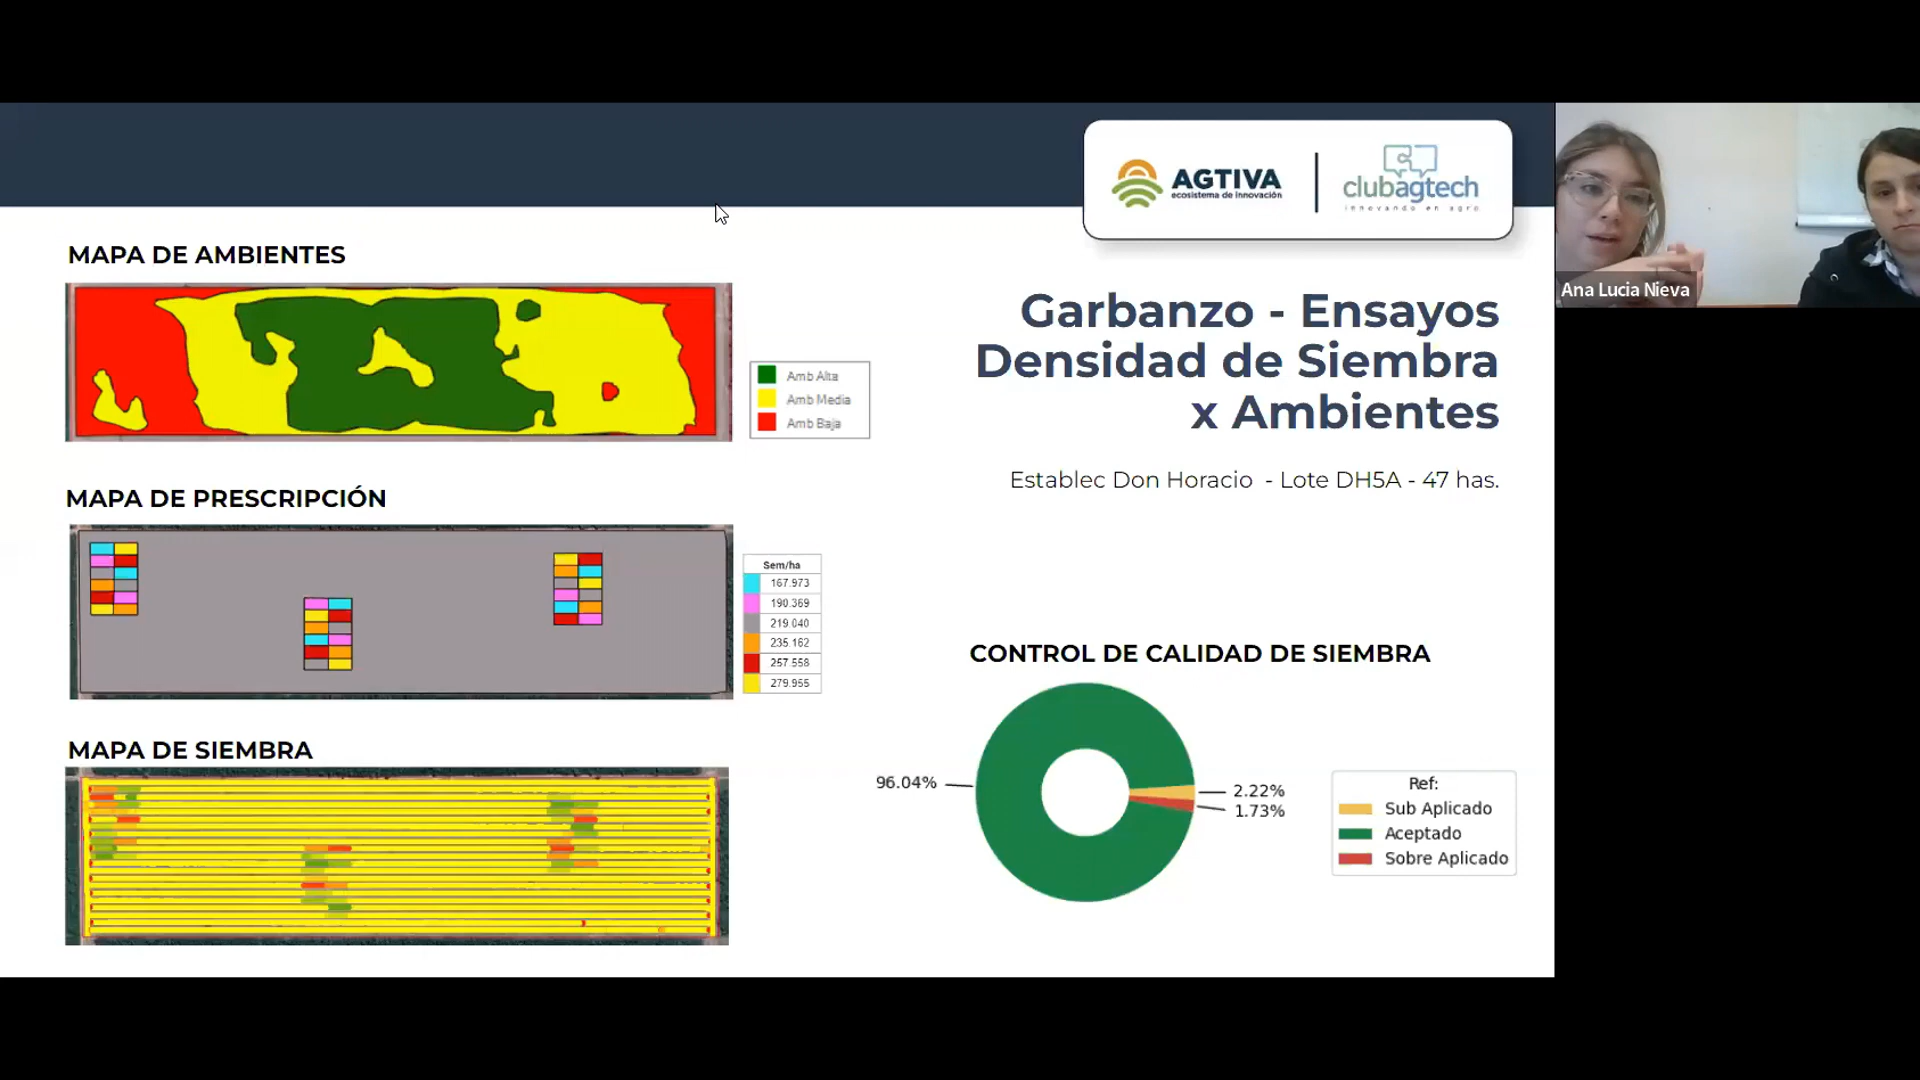 AGTIVA
ecosistema de innovación
clubagtech
innovando en agro
Ana Lucia Nieva
MAPA DE AMBIENTES
Amb Alta
Amb Media
Amb Baja
Garbanzo - Ensayos
Densidad de Siembra
x Ambientes
Establec Don Horacio - Lote DH5A - 47 has.
MAPA DE PRESCRIPCIÓN
Sem/ha
167.973
190.369
219.040
235.162
257.558
279.955
CONTROL DE CALIDAD DE SIEMBRA
96.04%
2.22%
1.73%
Ref:
Sub Aplicado
Aceptado
Sobre Aplicado
MAPA DE SIEMBRA